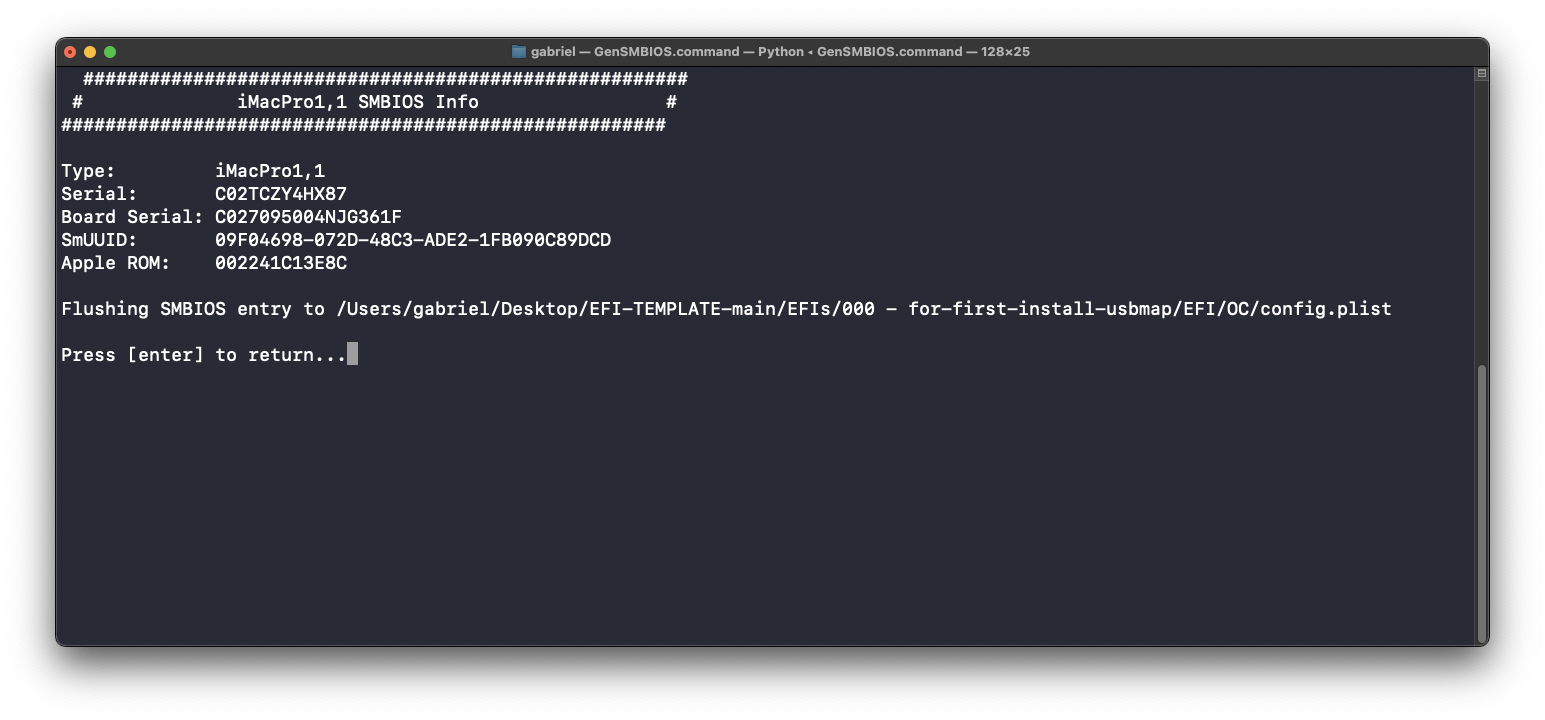 gabriel — GenSMBIOS.command — Python ◂ GenSMBIOS.command — 128×25
#######################################################
# iMacPro1,1 SMBIOS Info #
#######################################################
Type: iMacPro1,1
Serial: C02TCZY4HX87
Board Serial: C027095004NJG361F
SmUUID: 09F04698-072D-48C3-ADE2-1FB090C89DCD
Apple ROM: 002241C13E8C
Flushing SMBIOS entry to /Users/gabriel/Desktop/EFI-TEMPLATE-main/EFIs/000 - for-first-install-usbmap/EFI/OC/config.plist
Press [enter] to return...